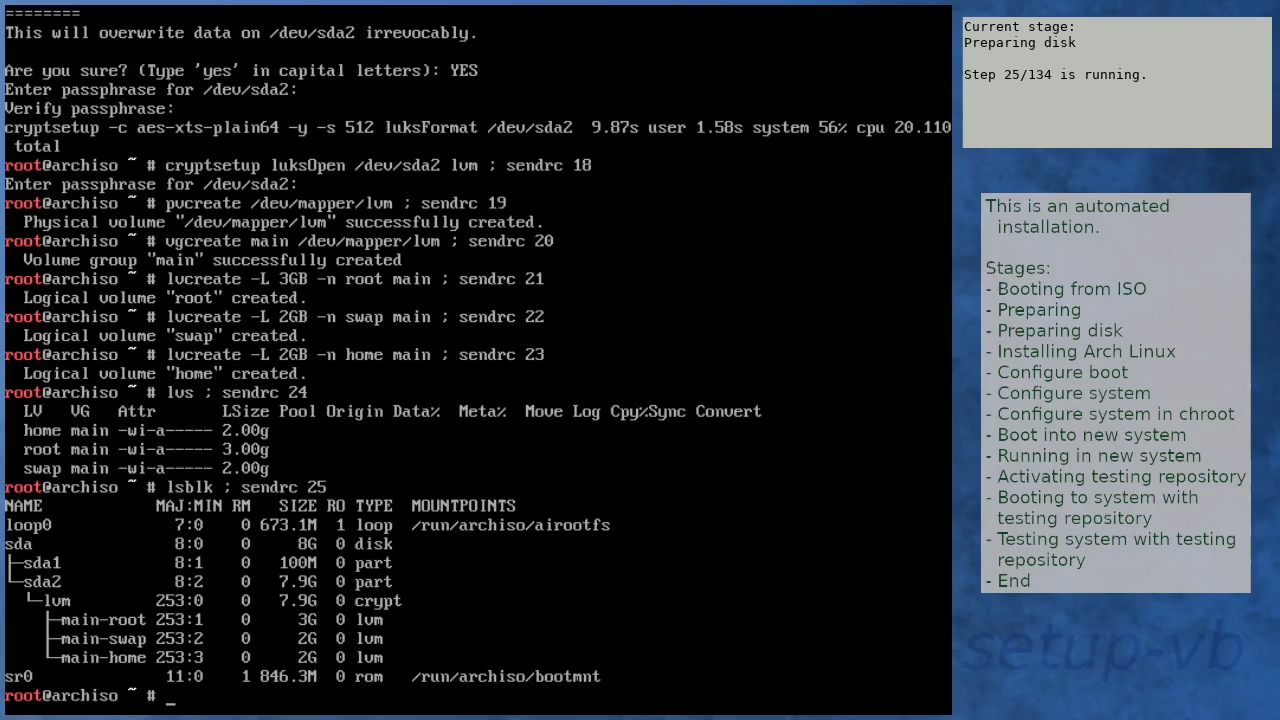 ========
This will overwrite data on /dev/sda2 irrevocably.
Are you sure? (Type 'yes' in capital letters): YES
Enter passphrase for /dev/sda2:
Verify passphrase:
cryptsetup -c aes-xts-plain64 -y -s 512 luksFormat /dev/sda2  9.87s user 1.58s system 56% cpu 20.110
 total
root@archiso ~ # cryptsetup luksOpen /dev/sda2 lvm ; sendrc 18
Enter passphrase for /dev/sda2:
root@archiso ~ # pvcreate /dev/mapper/lvm ; sendrc 19
  Physical volume "/dev/mapper/lvm" successfully created.
root@archiso ~ # vgcreate main /dev/mapper/lvm ; sendrc 20
  Volume group "main" successfully created
root@archiso ~ # lvcreate -L 3GB -n root main ; sendrc 21
  Logical volume "root" created.
root@archiso ~ # lvcreate -L 2GB -n swap main ; sendrc 22
  Logical volume "swap" created.
root@archiso ~ # lvcreate -L 2GB -n home main ; sendrc 23
  Logical volume "home" created.
root@archiso ~ # lvs ; sendrc 24
  LV   VG   Attr       LSize Pool Origin Data%  Meta%  Move Log Cpy%Sync Convert
  home main -wi-a----- 2.00g
  root main -wi-a----- 3.00g
  swap main -wi-a----- 2.00g
root@archiso ~ # lsblk ; sendrc 25
NAME            MAJ:MIN RM   SIZE RO TYPE  MOUNTPOINTS
loop0             7:0    0 673.1M  1 loop  /run/archiso/airootfs
sda               8:0    0     8G  0 disk
├─sda1            8:1    0   100M  0 part
└─sda2            8:2    0   7.9G  0 part
  └─lvm         253:0    0   7.9G  0 crypt
    ├─main-root 253:1    0     3G  0 lvm
    ├─main-swap 253:2    0     2G  0 lvm
    └─main-home 253:3    0     2G  0 lvm
sr0              11:0    1 846.3M  0 rom   /run/archiso/bootmnt
root@archiso ~ # _
Current stage:
Preparing disk
Step 25/134 is running.
This is an automated
installation.
Stages:
- Booting from ISO
- Preparing
- Preparing disk
- Installing Arch Linux
- Configure boot
- Configure system
- Configure system in chroot
- Boot into new system
- Running in new system
- Activating testing repository
- Booting to system with
testing repository
- Testing system with testing
repository
- End
setup-vb